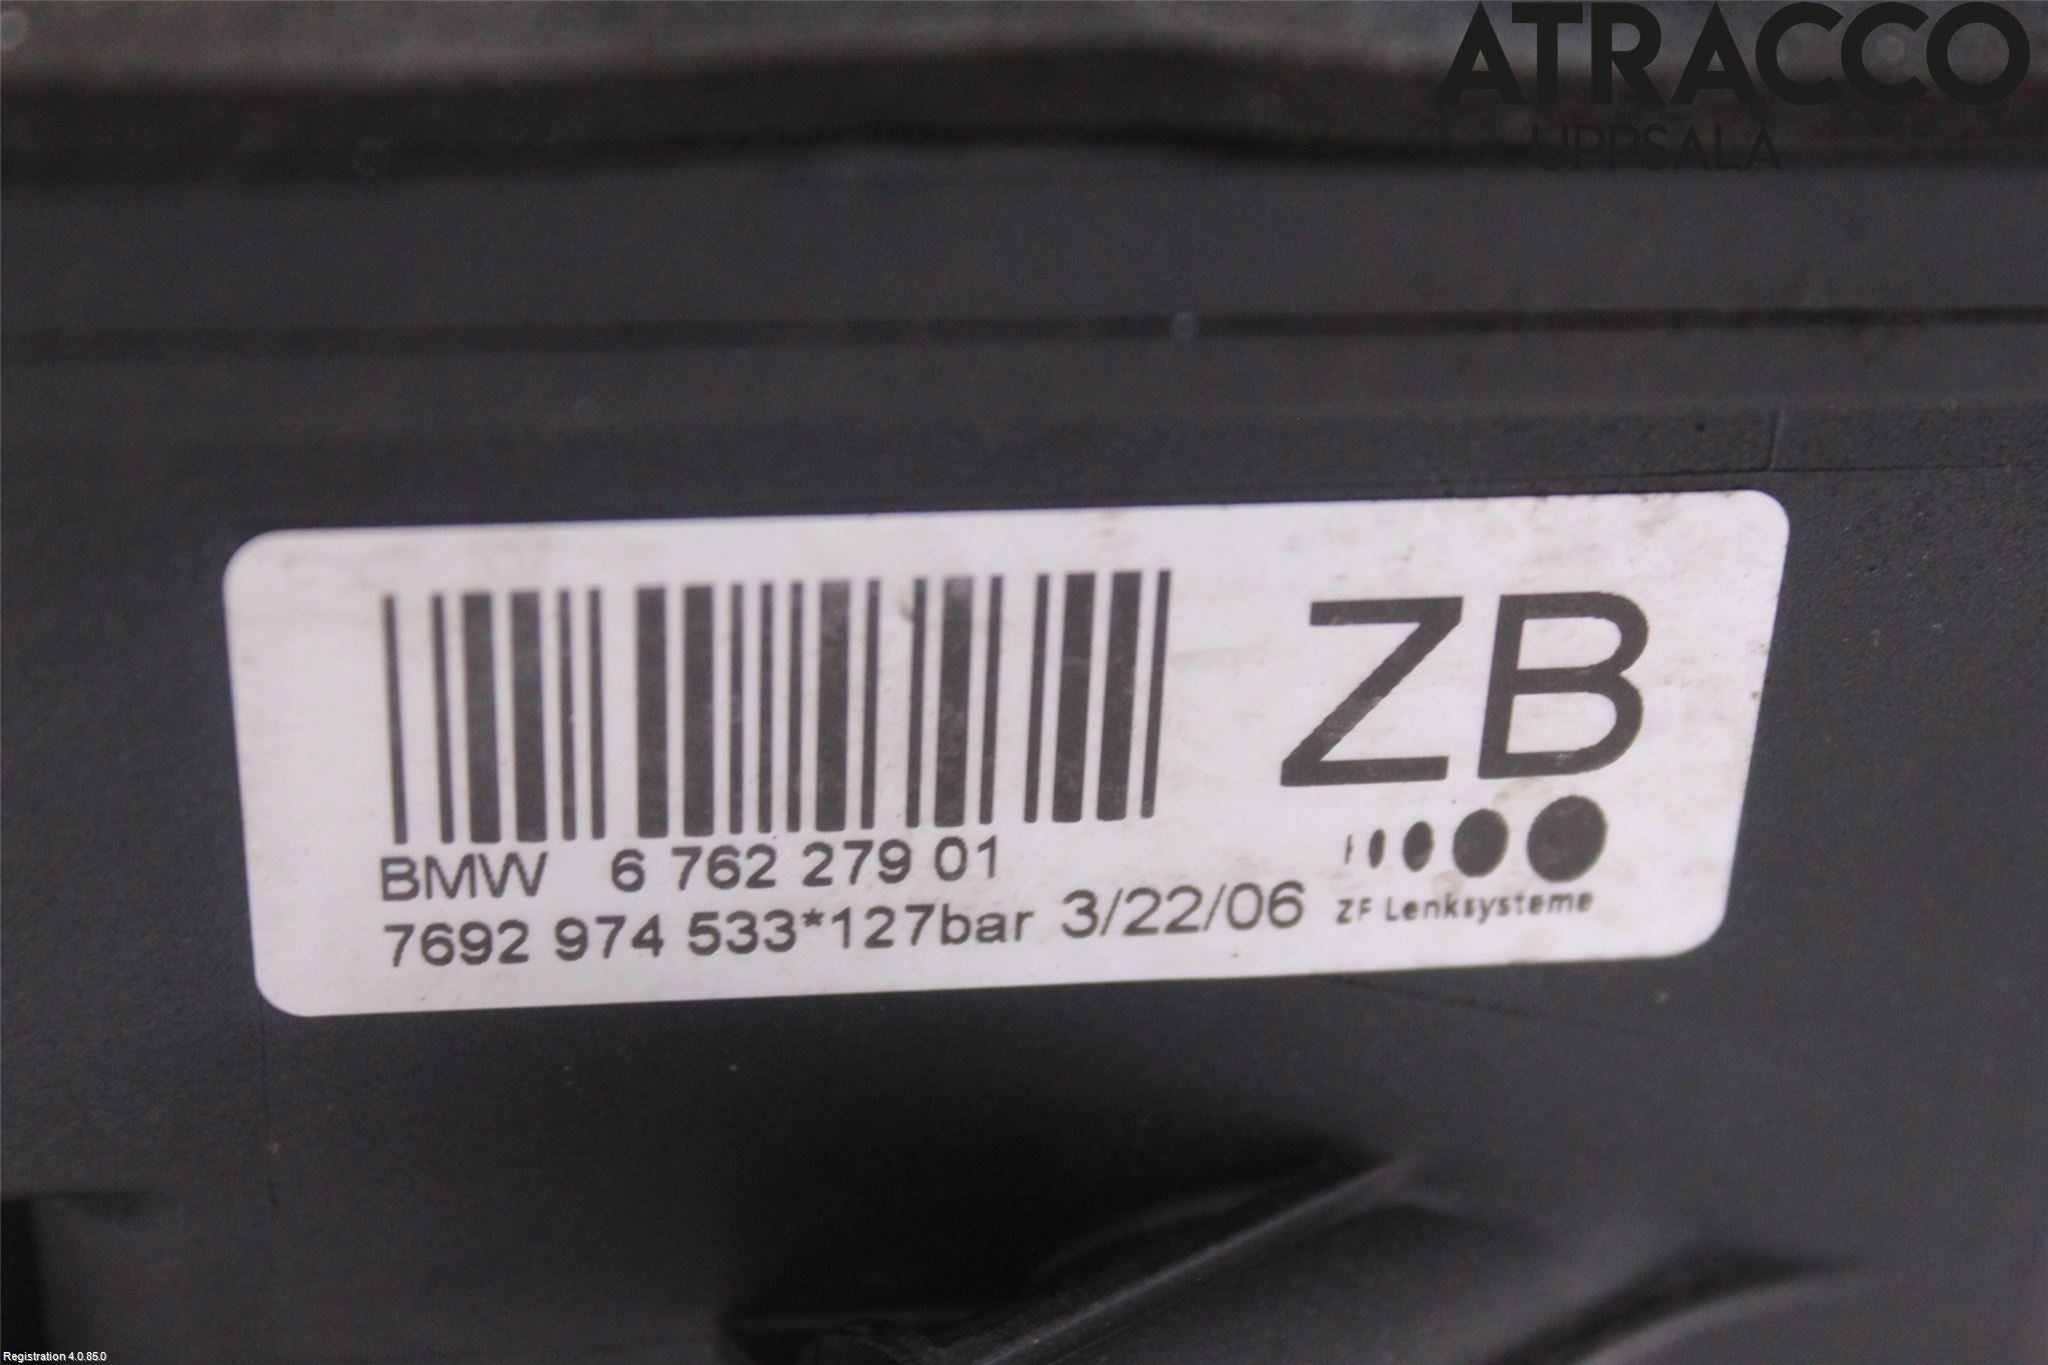 ATRACCO
UPPSALA
ZB
BMW 6 762 279 01
7692 974 533*127bar 3/22/06
ZF Lenksysteme
Registration 4.0.85.0